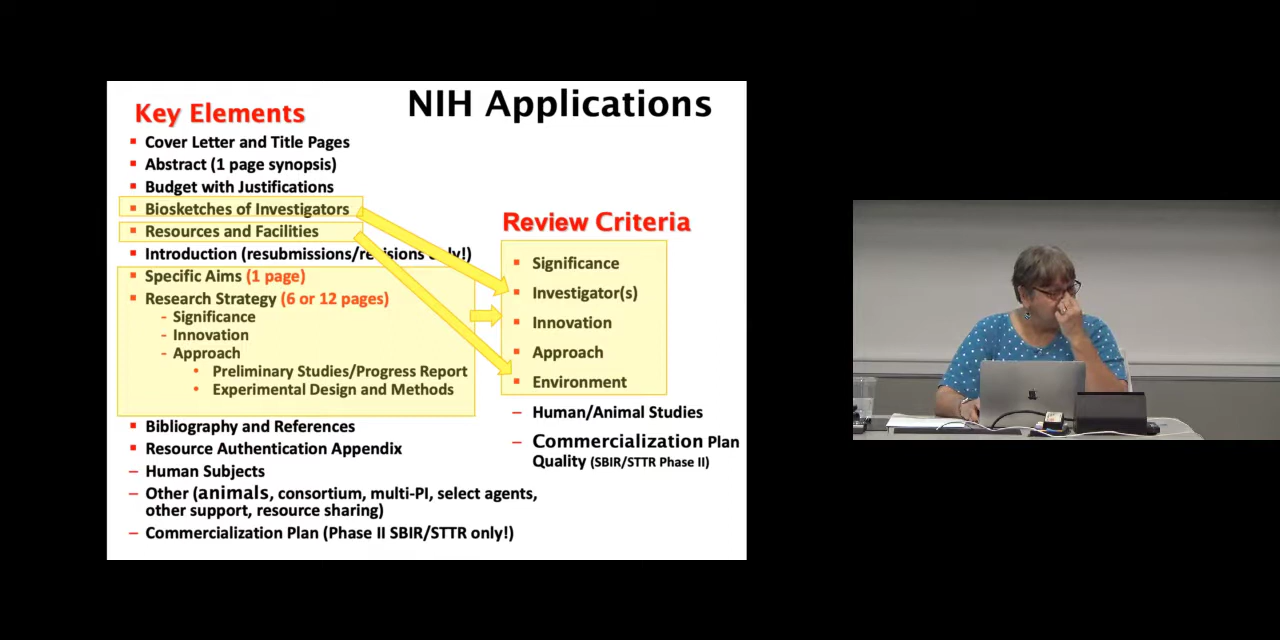 NIH Applications
Key Elements
Cover Letter and Title Pages
Abstract (1 page synopsis)
Budget with Justifications
Biosketches of Investigators
Resources and Facilities
Introduction (resubmissions/revisions only!)
Specific Aims (1 page)
Research Strategy (6 or 12 pages)
- Significance
- Innovation
- Approach
Preliminary Studies/Progress Report
Experimental Design and Methods
Bibliography and References
Resource Authentication Appendix
– Human Subjects
– Other (animals, consortium, multi-PI, select agents,
other support, resource sharing)
– Commercialization Plan (Phase II SBIR/STTR only!)
Review Criteria
Significance
Investigator(s)
Innovation
Approach
Environment
– Human/Animal Studies
– Commercialization Plan
Quality (SBIR/STTR Phase II)